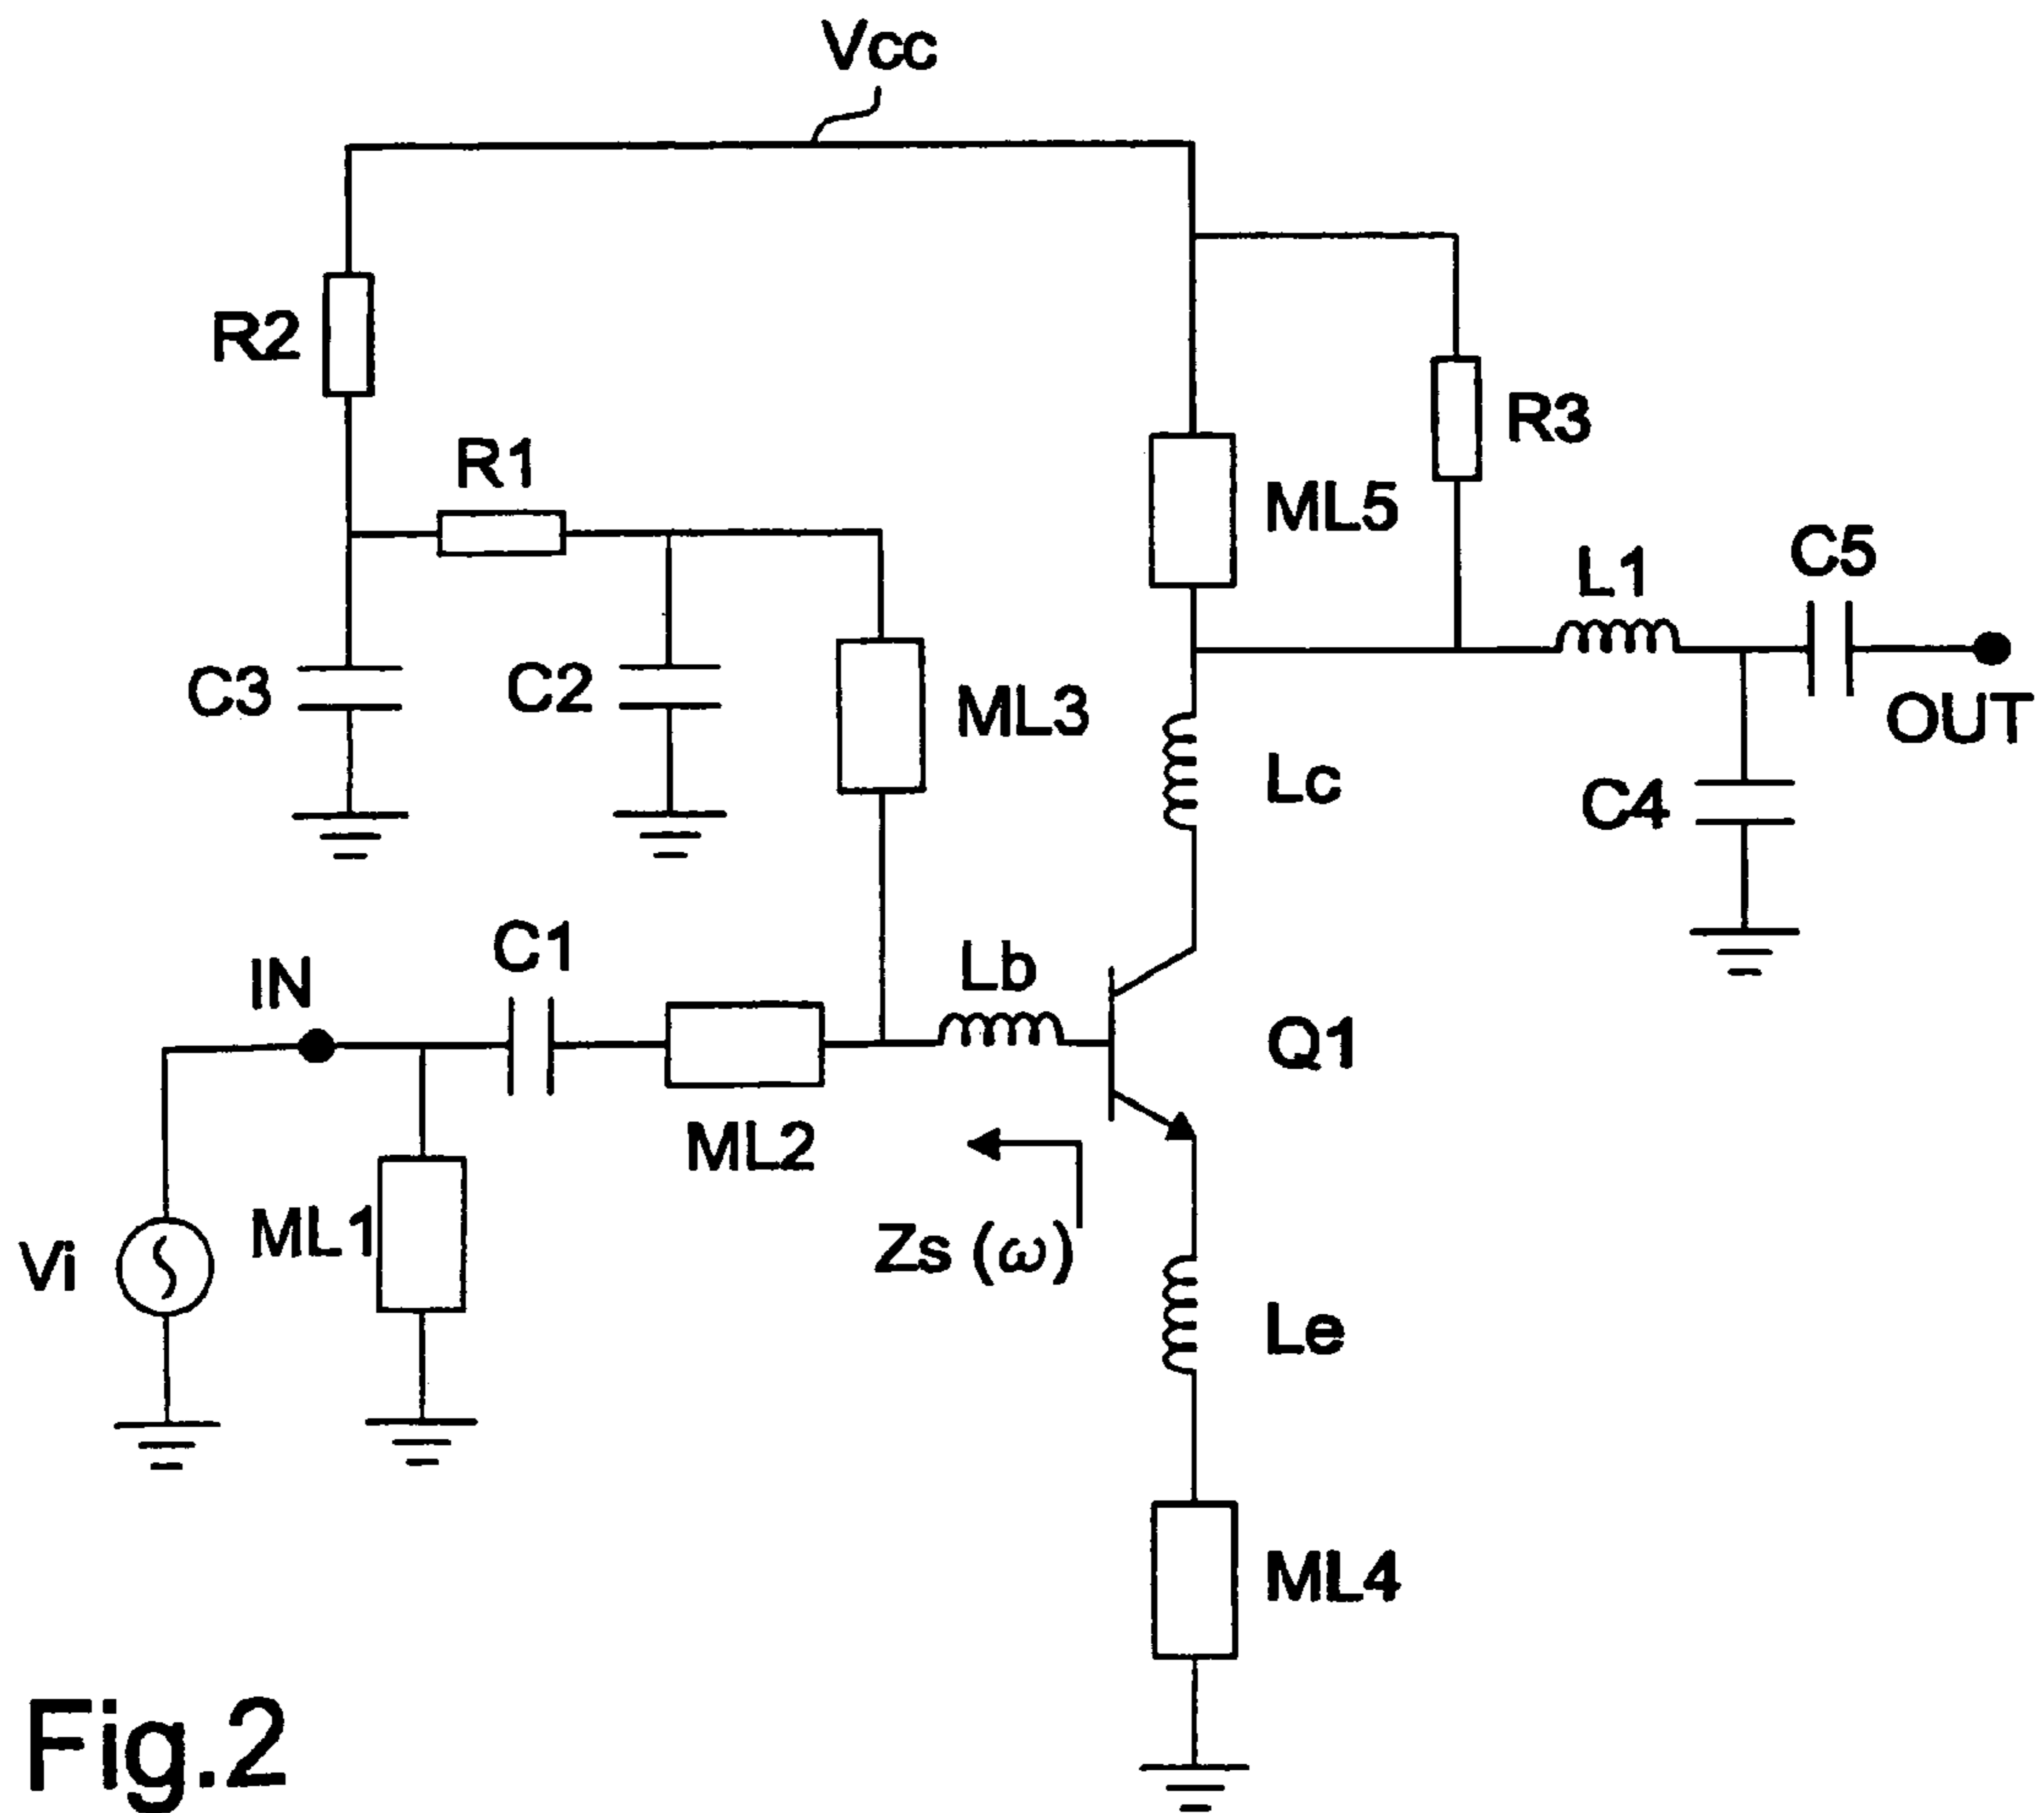 Vcc
R2
R1
R3
ML5
L1
C5
C3
C2
ML3
OUT
Lc
C4
IN
C1
Lb
Q1
ML2
Vi
ML1
Zs (ω)
Le
ML4
Fig.2